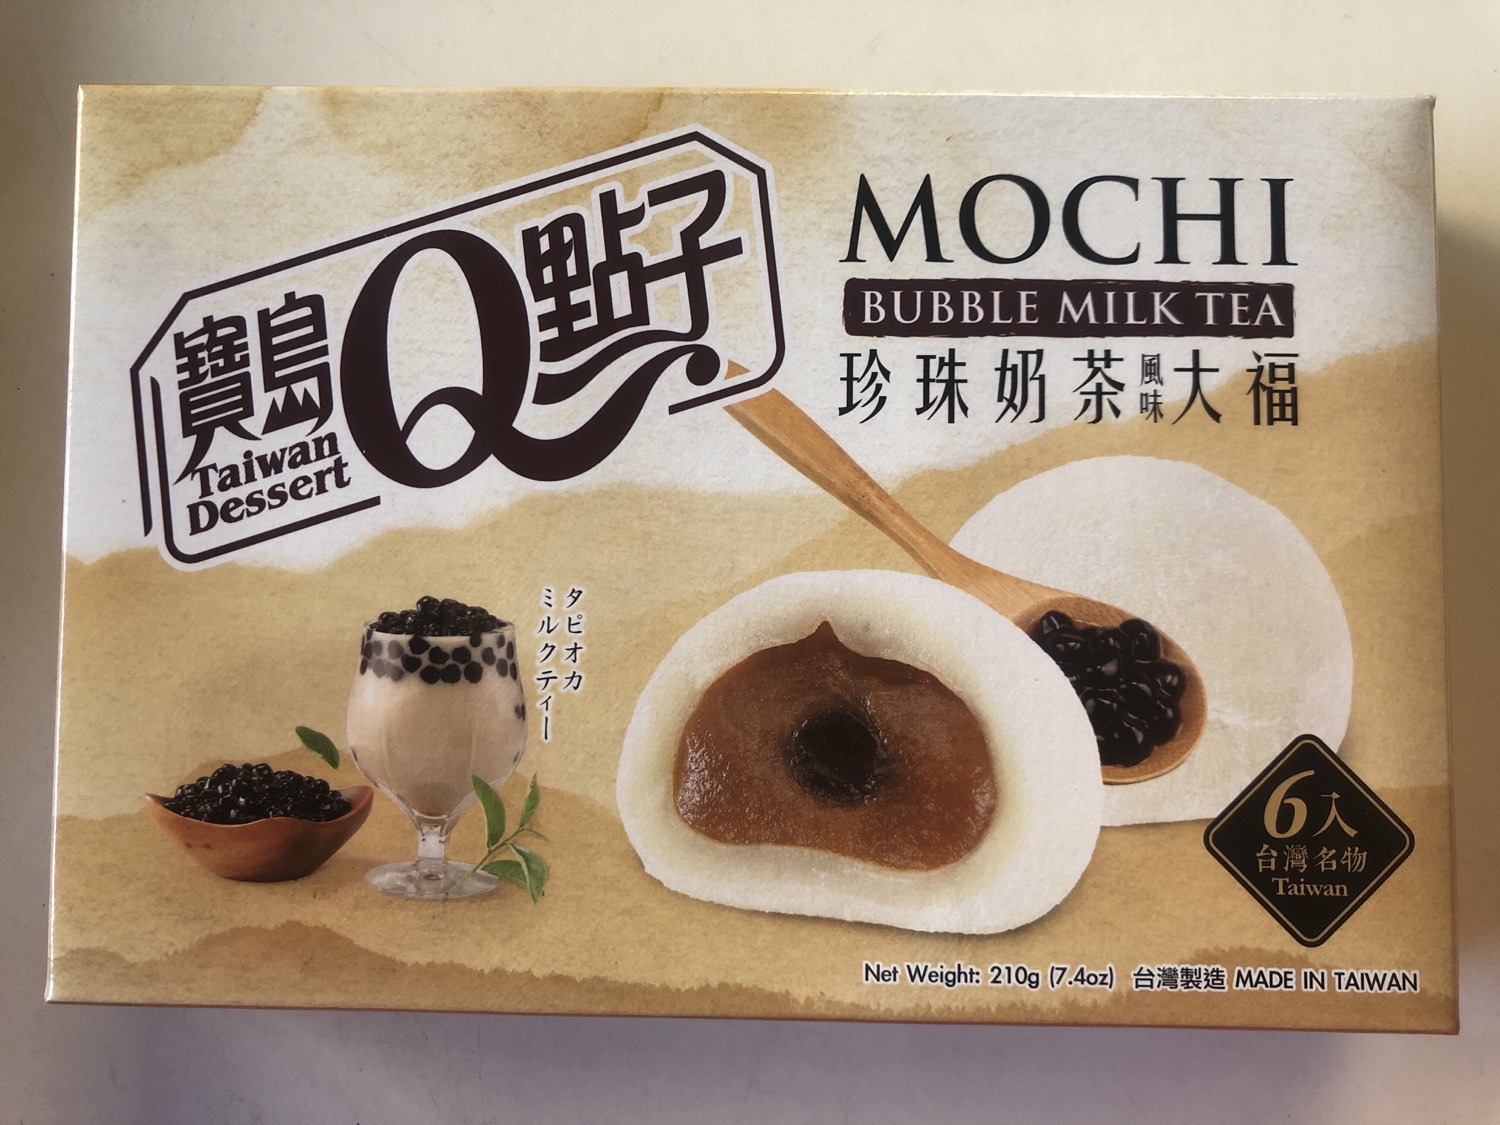 寶島Q點子
Taiwan
Dessert
MOCHI
BUBBLE MILK TEA
珍珠奶茶風味大福
タピオカ
ミルクティー
6入
台灣名物
Taiwan
Net Weight: 210g (7.4oz) 台灣製造 MADE IN TAIWAN